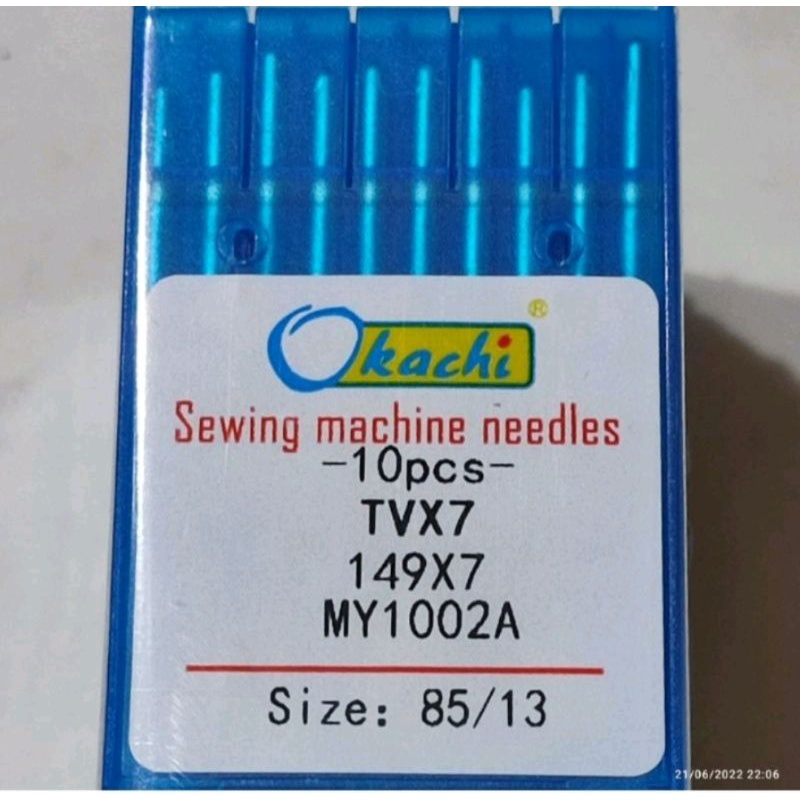 Okachi ®
Sewing machine needles
-10pcs-
TVX7
149X7
MY1002A
Size: 85/13
21/06/2022 22:06